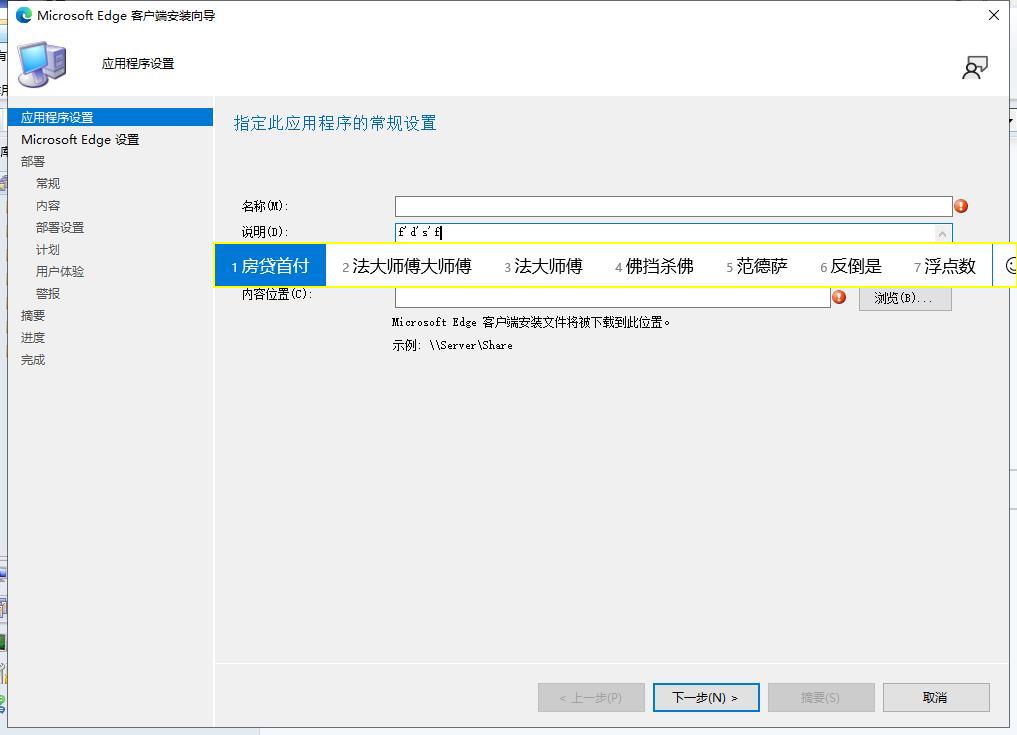 Microsoft Edge 客户端安装向导
应用程序设置
应用程序设置
Microsoft Edge 设置
部署
常规
内容
部署设置
计划
用户体验
警报
摘要
进度
完成
指定此应用程序的常规设置
名称(M):
说明(D):
f'd's'f
1 房贷首付 2 法大师傅大师傅 3 法大师傅 4 佛挡杀佛 5 范德萨 6 反倒是 7 浮点数
内容位置(C):
浏览(B)...
Microsoft Edge 客户端安装文件将被下载到此位置。
示例: \\Server\Share
< 上一步(P) 下一步(N) > 摘要(S) 取消